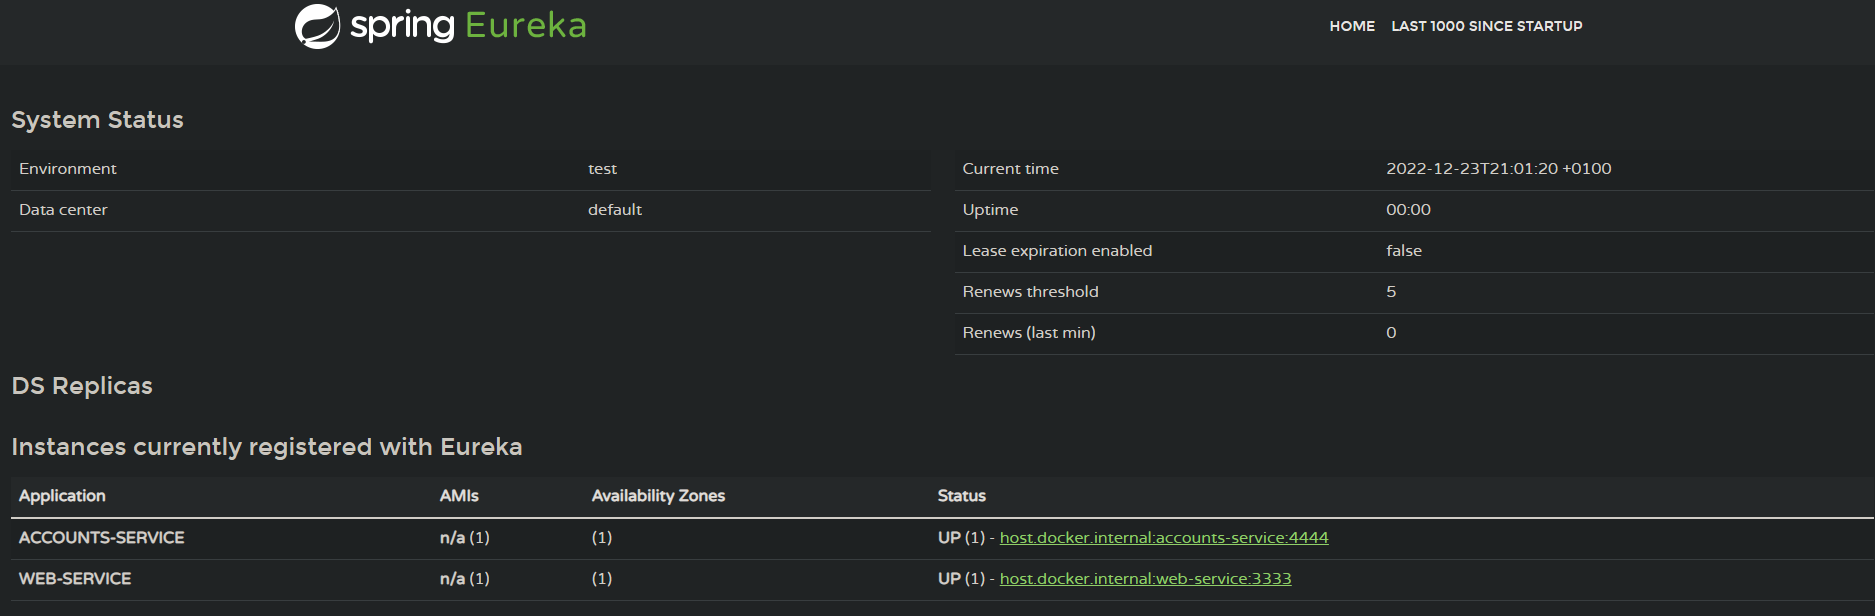 spring Eureka
HOME LAST 1000 SINCE STARTUP
System Status
Environment test
Data center default
Current time 2022-12-23T21:01:20 +0100
Uptime 00:00
Lease expiration enabled false
Renews threshold 5
Renews (last min) 0
DS Replicas
Instances currently registered with Eureka
Application AMIs Availability Zones Status
ACCOUNTS-SERVICE n/a (1) (1) UP (1) - host.docker.internal:accounts-service:4444
WEB-SERVICE n/a (1) (1) UP (1) - host.docker.internal:web-service:3333